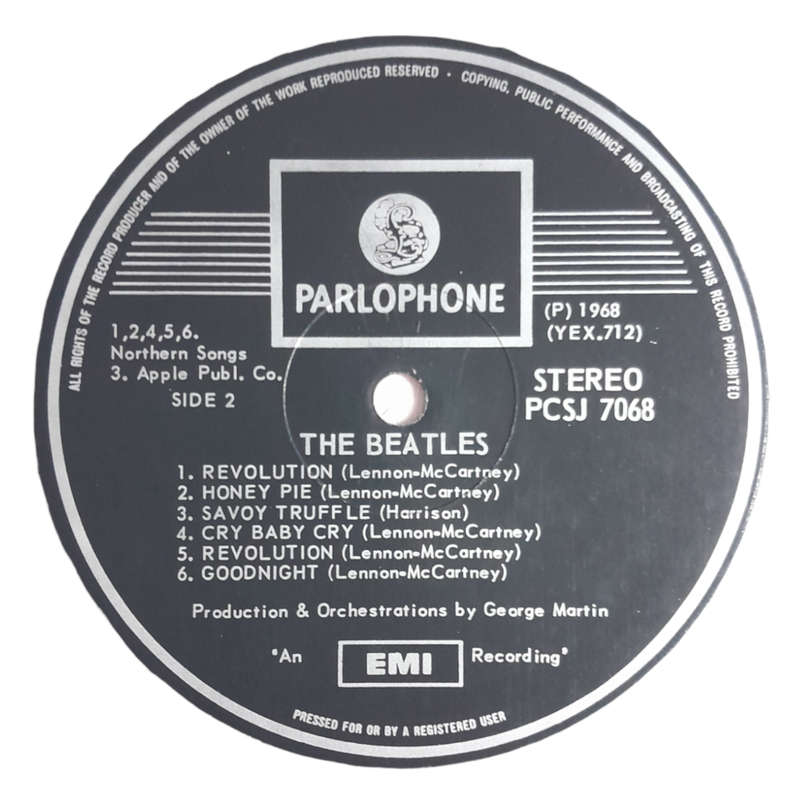 ALL RIGHTS OF THE RECORD PRODUCER AND OF THE OWNER OF THE WORK REPRODUCED RESERVED · COPYING, PUBLIC PERFORMANCE AND BROADCASTING OF THIS RECORD PROHIBITED
£
PARLOPHONE
(P) 1968
(YEX.712)
1,2,4,5,6.
Northern Songs
3. Apple Publ. Co.
SIDE 2
STEREO
PCSJ 7068
THE BEATLES
1. REVOLUTION (Lennon-McCartney)
2. HONEY PIE (Lennon-McCartney)
3. SAVOY TRUFFLE (Harrison)
4. CRY BABY CRY (Lennon-McCartney)
5. REVOLUTION (Lennon-McCartney)
6. GOODNIGHT (Lennon-McCartney)
Production & Orchestrations by George Martin
"An EMI Recording"
PRESSED FOR OR BY A REGISTERED USER